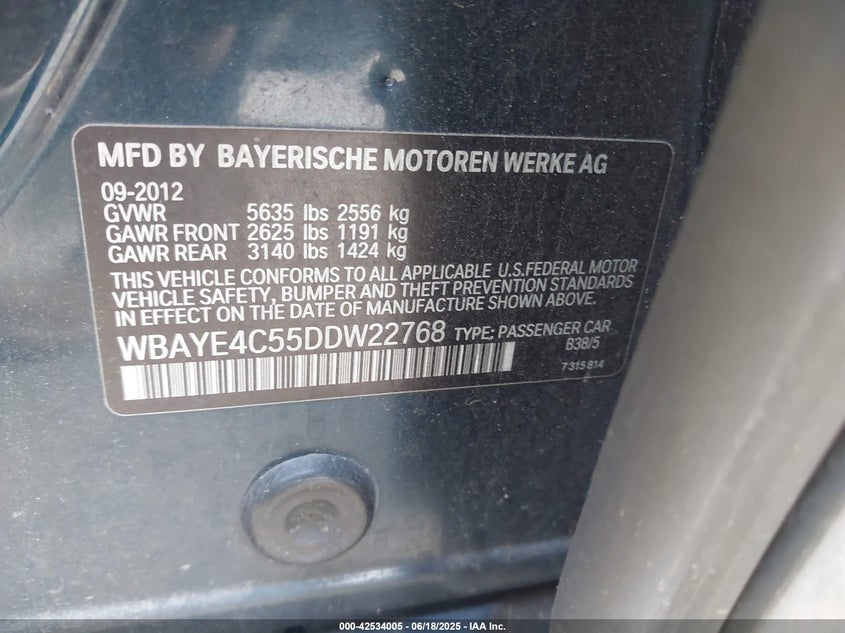 MFD BY BAYERISCHE MOTOREN WERKE AG
09-2012
GVWR 5635 lbs 2556 kg
GAWR FRONT 2625 lbs 1191 kg
GAWR REAR 3140 lbs 1424 kg
THIS VEHICLE CONFORMS TO ALL APPLICABLE U.S.FEDERAL MOTOR
VEHICLE SAFETY, BUMPER AND THEFT PREVENTION STANDARDS
IN EFFECT ON THE DATE OF MANUFACTURE SHOWN ABOVE.
WBAYE4C55DDW22768 TYPE: PASSENGER CAR
B38/5
7315814
000-42534005 | 06/18/2025 - IAA Inc.